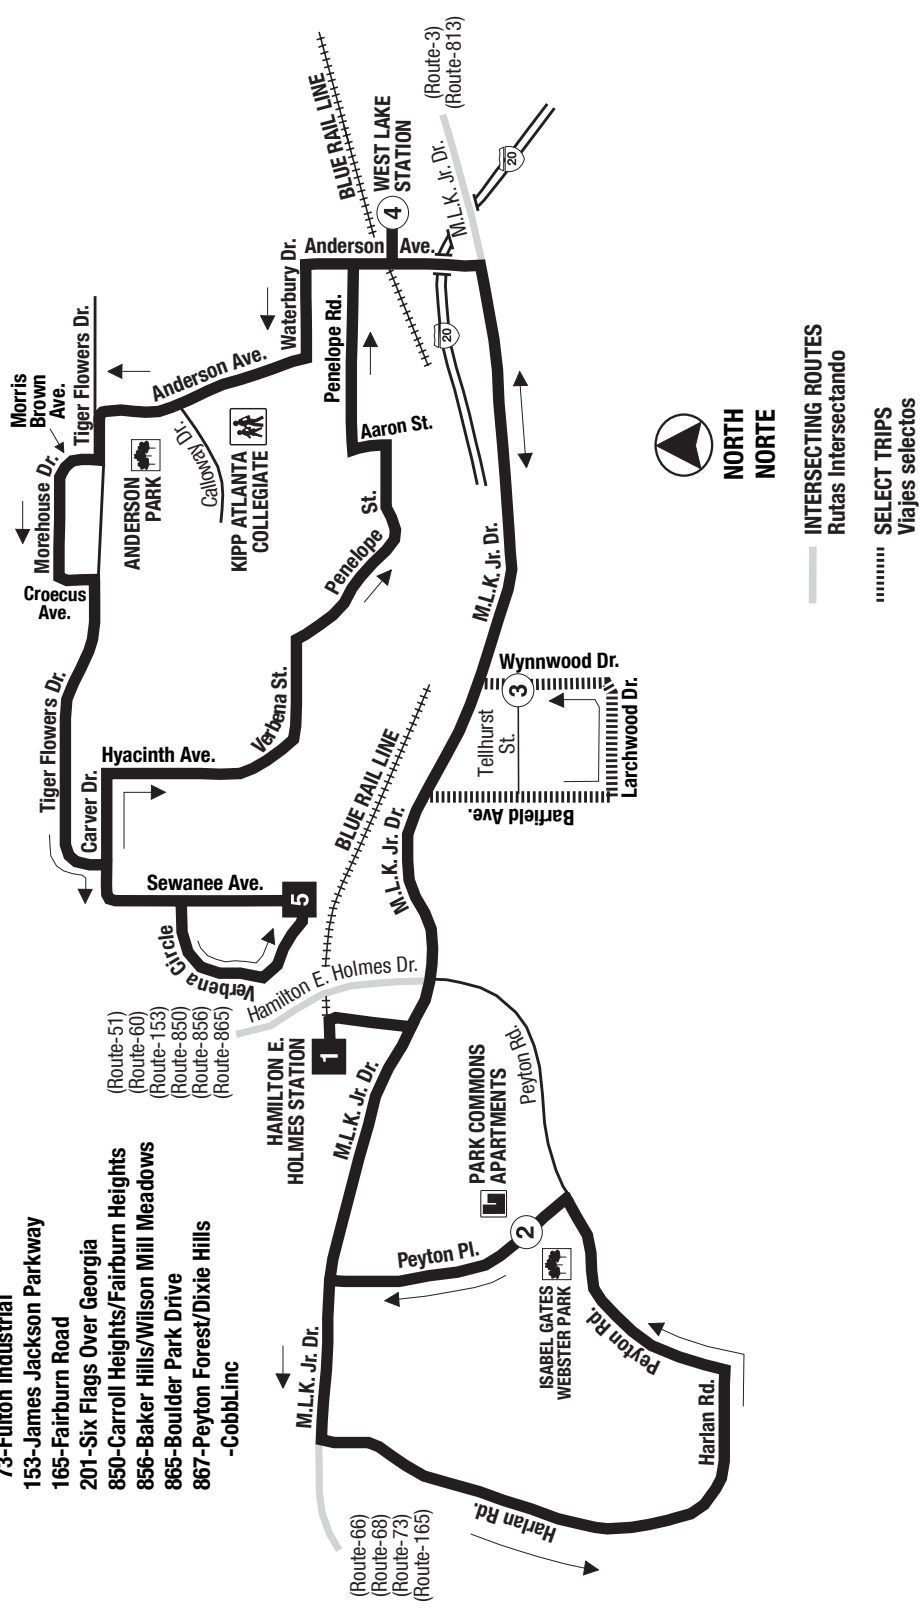 73-Fulton Industrial
153-James Jackson Parkway
165-Fairburn Road
201-Six Flags Over Georgia
850-Carroll Heights/Fairburn Heights
856-Baker Hills/Wilson Mill Meadows
865-Boulder Park Drive
867-Peyton Forest/Dixie Hills
-CobbLinc
(Route-51)
(Route-60)
(Route-153)
(Route-850)
(Route-856)
(Route-865)
Tiger Flowers Dr.
Carver Dr.
Hyacinth Ave.
Sewanee Ave.
Verbena Circle
5
Croecus
Ave.
Morehouse Dr.
Morris
Brown
Ave.
Tiger Flowers Dr.
ANDERSON
PARK
Calloway Dr.
Anderson Ave.
KIPP ATLANTA
COLLEGIATE
Waterbury Dr.
Anderson
Ave.
Penelope Rd.
Aaron St.
Penelope
St.
Verbena St.
BLUE RAIL LINE
4
WEST LAKE
STATION
(Route-3)
(Route-813)
M.L.K. Jr. Dr.
20
20
Hamilton E. Holmes Dr.
HAMILTON E.
HOLMES STATION
1
BLUE RAIL LINE
M.L.K. Jr. Dr.
M.L.K. Jr. Dr.
M.L.K. Jr. Dr.
M.L.K. Jr. Dr.
(Route-66)
(Route-68)
(Route-73)
(Route-165)
Peyton Pl.
PARK COMMONS
APARTMENTS
2
Peyton Rd.
ISABEL GATES
WEBSTER PARK
Peyton Rd.
Harlan Rd.
Harlan Rd.
Tellhurst
St.
3
Wynnwood Dr.
Barfield Ave.
Larchwood Dr.
NORTH
NORTE
INTERSECTING ROUTES
Rutas Intersectando
SELECT TRIPS
Viajes selectos